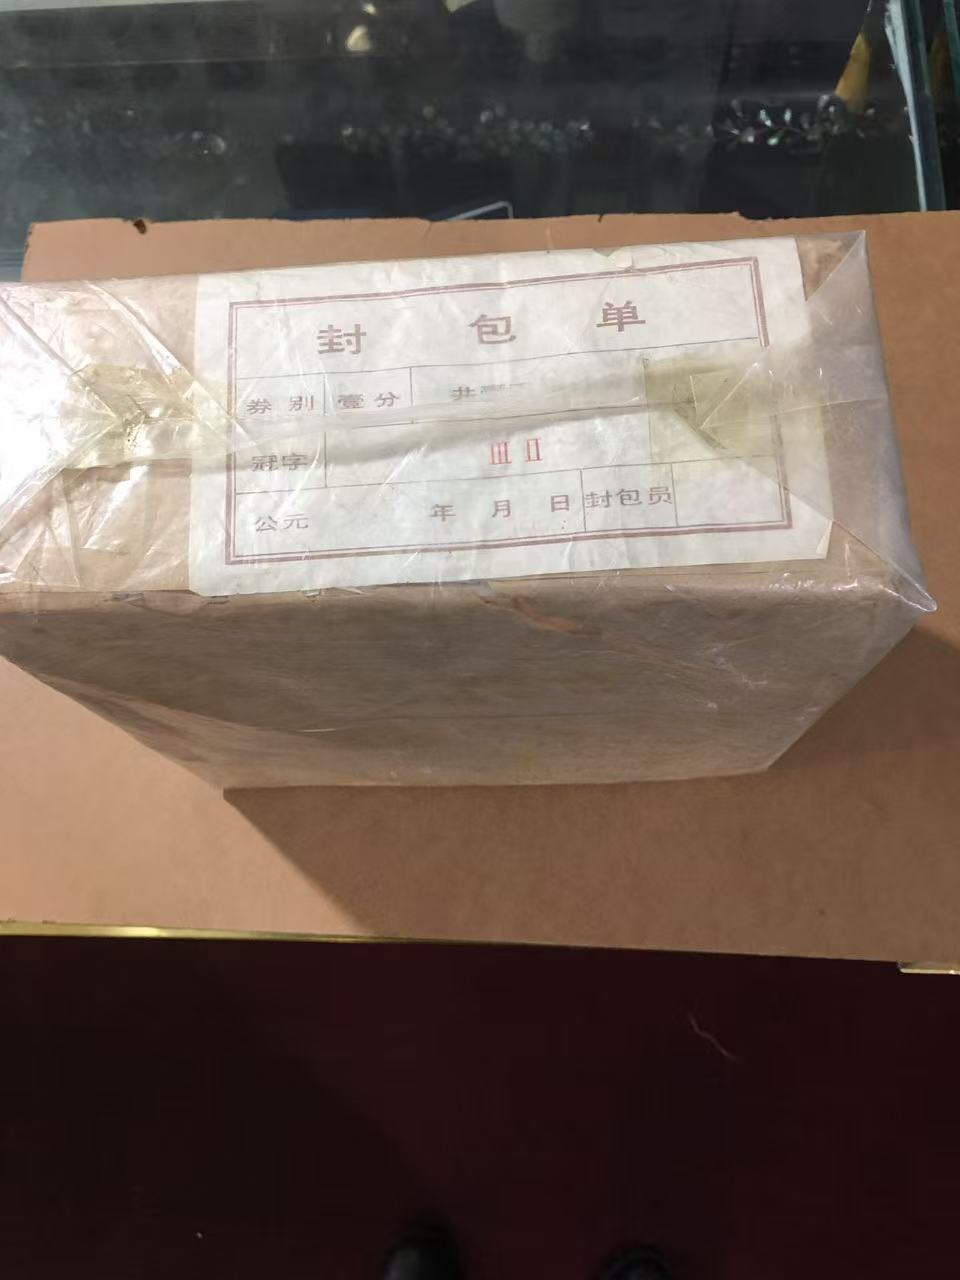 封包单
券别 壹分 共
冠字 III II
公元 年 月 日 封包员